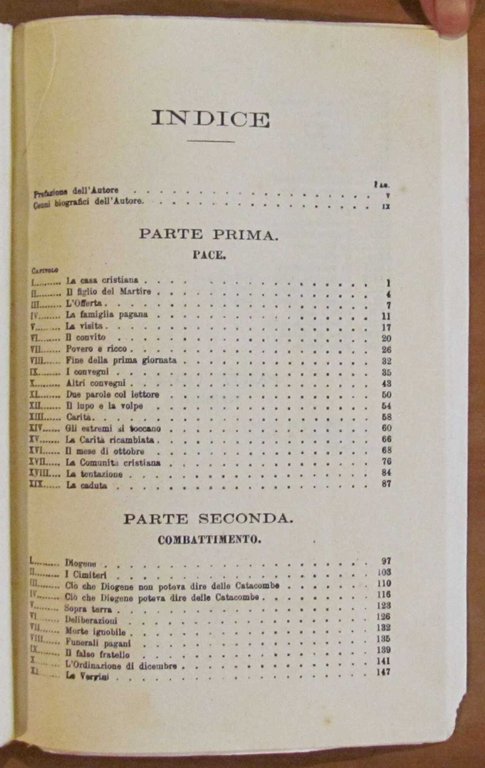 INDICE
PAG.
Prefazione dell'Autore . . . . . . . . . . . . . . V
Cenni biografici dell'Autore. . . . . . . . . . . . . IX
PARTE PRIMA.
PACE.
CAPITOLO
I........ La casa cristiana . . . . . . . . . . . . . 1
II....... Il figlio del Martire . . . . . . . . . . . . . 4
III...... L'Offerta . . . . . . . . . . . . . . . 7
IV....... La famiglia pagana . . . . . . . . . . . . . 11
V........ La visita . . . . . . . . . . . . . . . 17
VI....... Il convito . . . . . . . . . . . . . . . 20
VII...... Povero e ricco . . . . . . . . . . . . . . 26
VIII..... Fine della prima giornata . . . . . . . . . . . 32
IX....... I convegni . . . . . . . . . . . . . . . 35
X........ Altri convegni . . . . . . . . . . . . . . 43
XI....... Due parole col lettore . . . . . . . . . . . . 50
XII...... Il lupo e la volpe . . . . . . . . . . . . . 54
XIII..... Carità . . . . . . . . . . . . . . . . 58
XIV...... Gli estremi si toccano . . . . . . . . . . . . 60
XV....... La Carità ricambiata . . . . . . . . . . . . . 66
XVI...... Il mese di ottobre . . . . . . . . . . . . . 68
XVII..... La Comunità cristiana . . . . . . . . . . . . 76
XVIII.... La tentazione . . . . . . . . . . . . . . 84
XIX...... La caduta . . . . . . . . . . . . . . . 87
PARTE SECONDA.
COMBATTIMENTO.
I........ Diogene . . . . . . . . . . . . . . . 97
II....... I Cimiteri . . . . . . . . . . . . . . . 103
III...... Ciò che Diogene non poteva dire delle Catacombe . . . . . 110
IV....... Ciò che Diogene poteva dire delle Catacombe . . . . . . 116
V........ Sopra terra . . . . . . . . . . . . . . . 123
VI....... Deliberazioni . . . . . . . . . . . . . . 126
VII...... Morte ignobile . . . . . . . . . . . . . . 132
VIII..... Funerali pagani . . . . . . . . . . . . . . 135
IX....... Il falso fratello . . . . . . . . . . . . . . 139
X........ L'Ordinazione di dicembre . . . . . . . . . . . 141
XI....... Le Vergini . . . . . . . . . . . . . . . 147